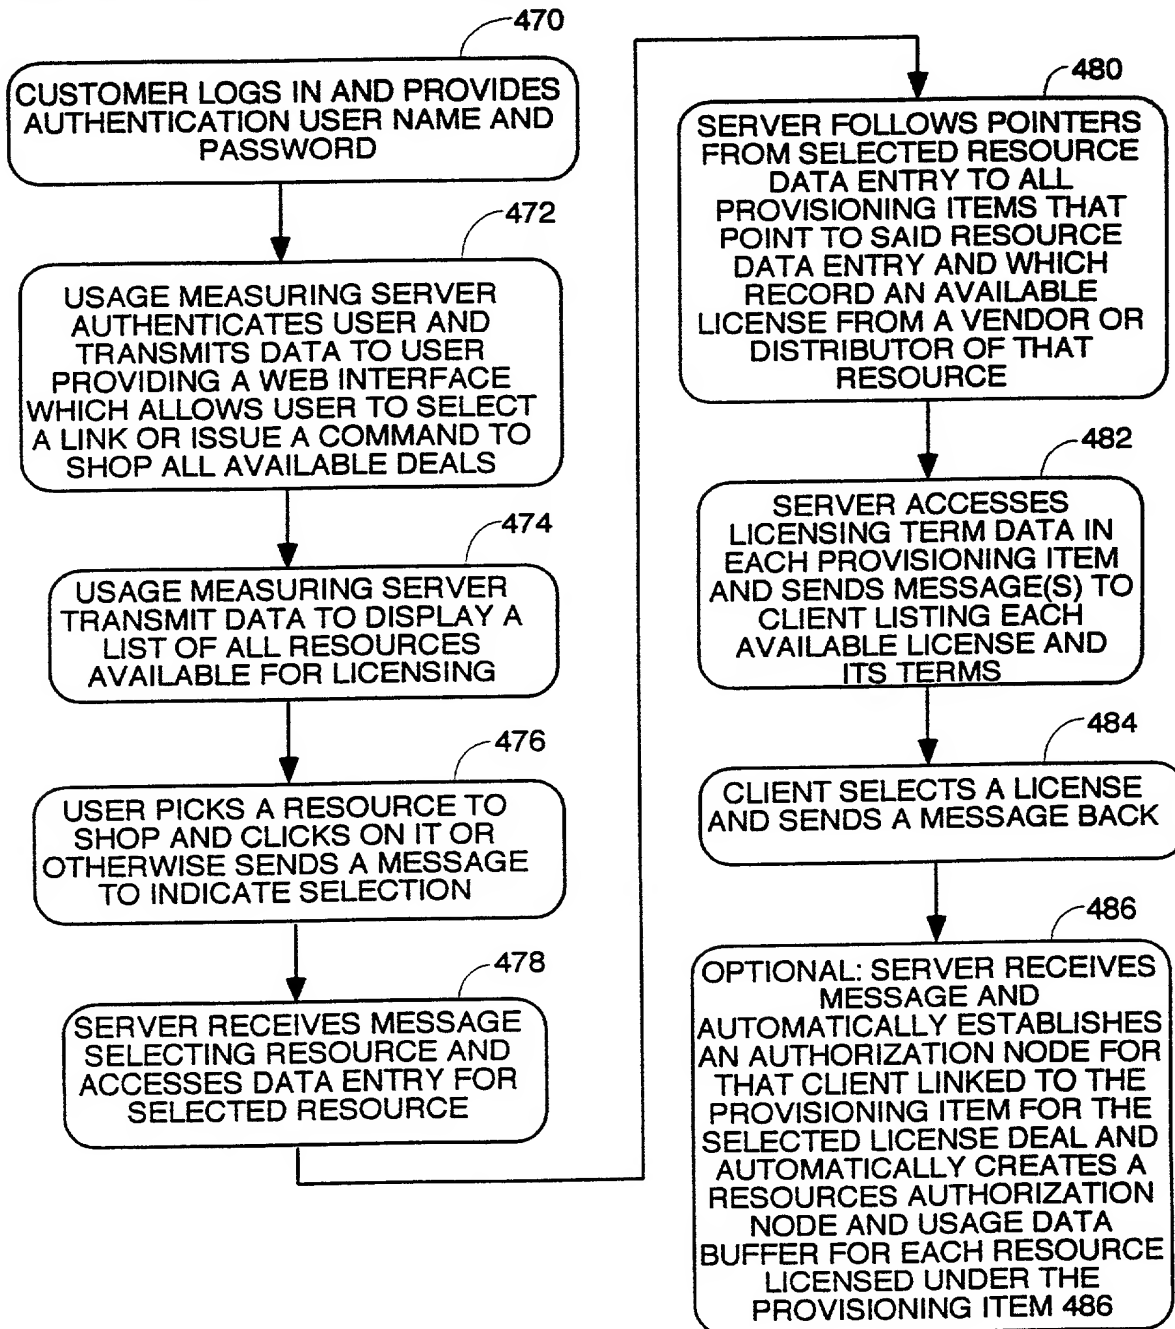 470
CUSTOMER LOGS IN AND PROVIDES
AUTHENTICATION USER NAME AND
PASSWORD
472
USAGE MEASURING SERVER
AUTHENTICATES USER AND
TRANSMITS DATA TO USER
PROVIDING A WEB INTERFACE
WHICH ALLOWS USER TO SELECT
A LINK OR ISSUE A COMMAND TO
SHOP ALL AVAILABLE DEALS
474
USAGE MEASURING SERVER
TRANSMIT DATA TO DISPLAY A
LIST OF ALL RESOURCES
AVAILABLE FOR LICENSING
476
USER PICKS A RESOURCE TO
SHOP AND CLICKS ON IT OR
OTHERWISE SENDS A MESSAGE
TO INDICATE SELECTION
478
SERVER RECEIVES MESSAGE
SELECTING RESOURCE AND
ACCESSES DATA ENTRY FOR
SELECTED RESOURCE
480
SERVER FOLLOWS POINTERS
FROM SELECTED RESOURCE
DATA ENTRY TO ALL
PROVISIONING ITEMS THAT
POINT TO SAID RESOURCE
DATA ENTRY AND WHICH
RECORD AN AVAILABLE
LICENSE FROM A VENDOR OR
DISTRIBUTOR OF THAT
RESOURCE
482
SERVER ACCESSES
LICENSING TERM DATA IN
EACH PROVISIONING ITEM
AND SENDS MESSAGE(S) TO
CLIENT LISTING EACH
AVAILABLE LICENSE AND
ITS TERMS
484
CLIENT SELECTS A LICENSE
AND SENDS A MESSAGE BACK
486
OPTIONAL: SERVER RECEIVES
MESSAGE AND
AUTOMATICALLY ESTABLISHES
AN AUTHORIZATION NODE FOR
THAT CLIENT LINKED TO THE
PROVISIONING ITEM FOR THE
SELECTED LICENSE DEAL AND
AUTOMATICALLY CREATES A
RESOURCES AUTHORIZATION
NODE AND USAGE DATA
BUFFER FOR EACH RESOURCE
LICENSED UNDER THE
PROVISIONING ITEM 486